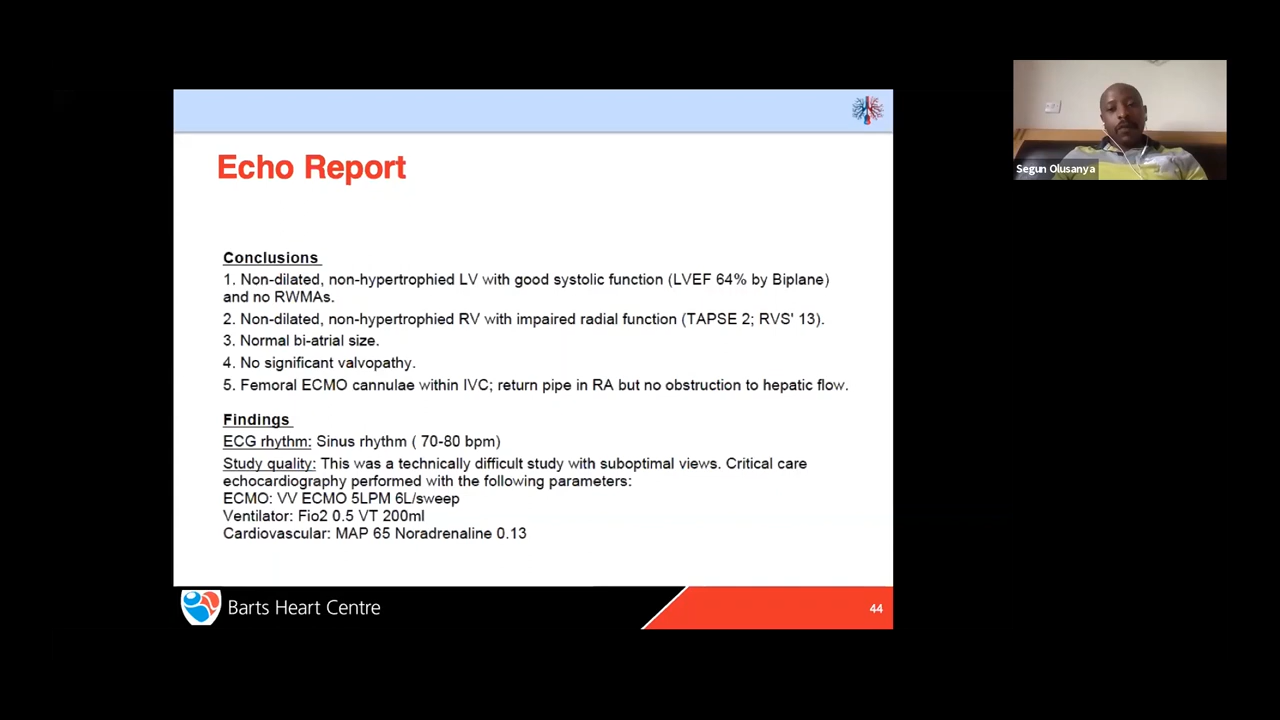 Echo Report
Segun Olusanya
Conclusions
1. Non-dilated, non-hypertrophied LV with good systolic function (LVEF 64% by Biplane)
and no RWMAs.
2. Non-dilated, non-hypertrophied RV with impaired radial function (TAPSE 2; RVS' 13).
3. Normal bi-atrial size.
4. No significant valvopathy.
5. Femoral ECMO cannulae within IVC; return pipe in RA but no obstruction to hepatic flow.
Findings
ECG rhythm: Sinus rhythm ( 70-80 bpm)
Study quality: This was a technically difficult study with suboptimal views. Critical care
echocardiography performed with the following parameters:
ECMO: VV ECMO 5LPM 6L/sweep
Ventilator: Fio2 0.5 VT 200ml
Cardiovascular: MAP 65 Noradrenaline 0.13
Barts Heart Centre
44